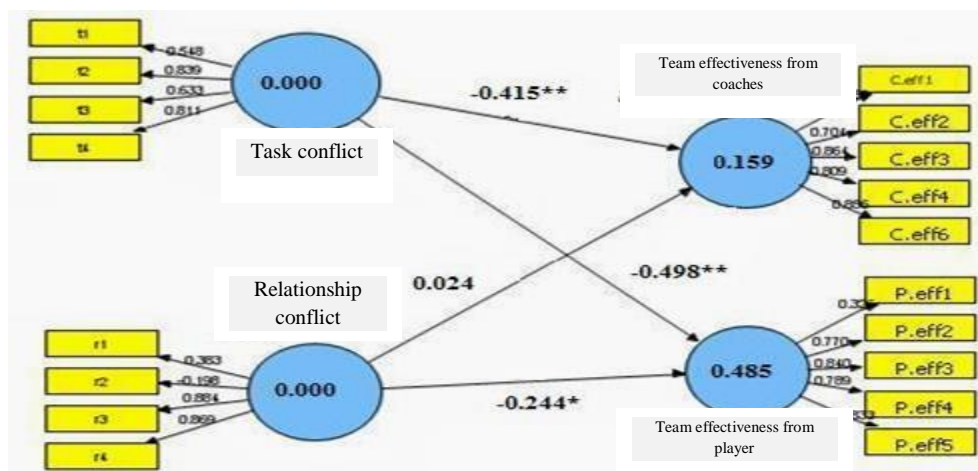 t1
t2
t3
t4
0.548
0.839
0.633
0.811
0.000
Task conflict
-0.415**
Team effectiveness from
coaches
0.159
C.eff1
C.eff2
C.eff3
C.eff4
C.eff6
0.704
0.864
0.809
0.024
-0.498**
Relationship
conflict
r1
r2
r3
r4
0.383
-0.198
0.884
0.869
0.000
-0.244*
0.485
P.eff1
P.eff2
P.eff3
P.eff4
P.eff5
0.770
0.840
0.789
Team effectiveness from
player